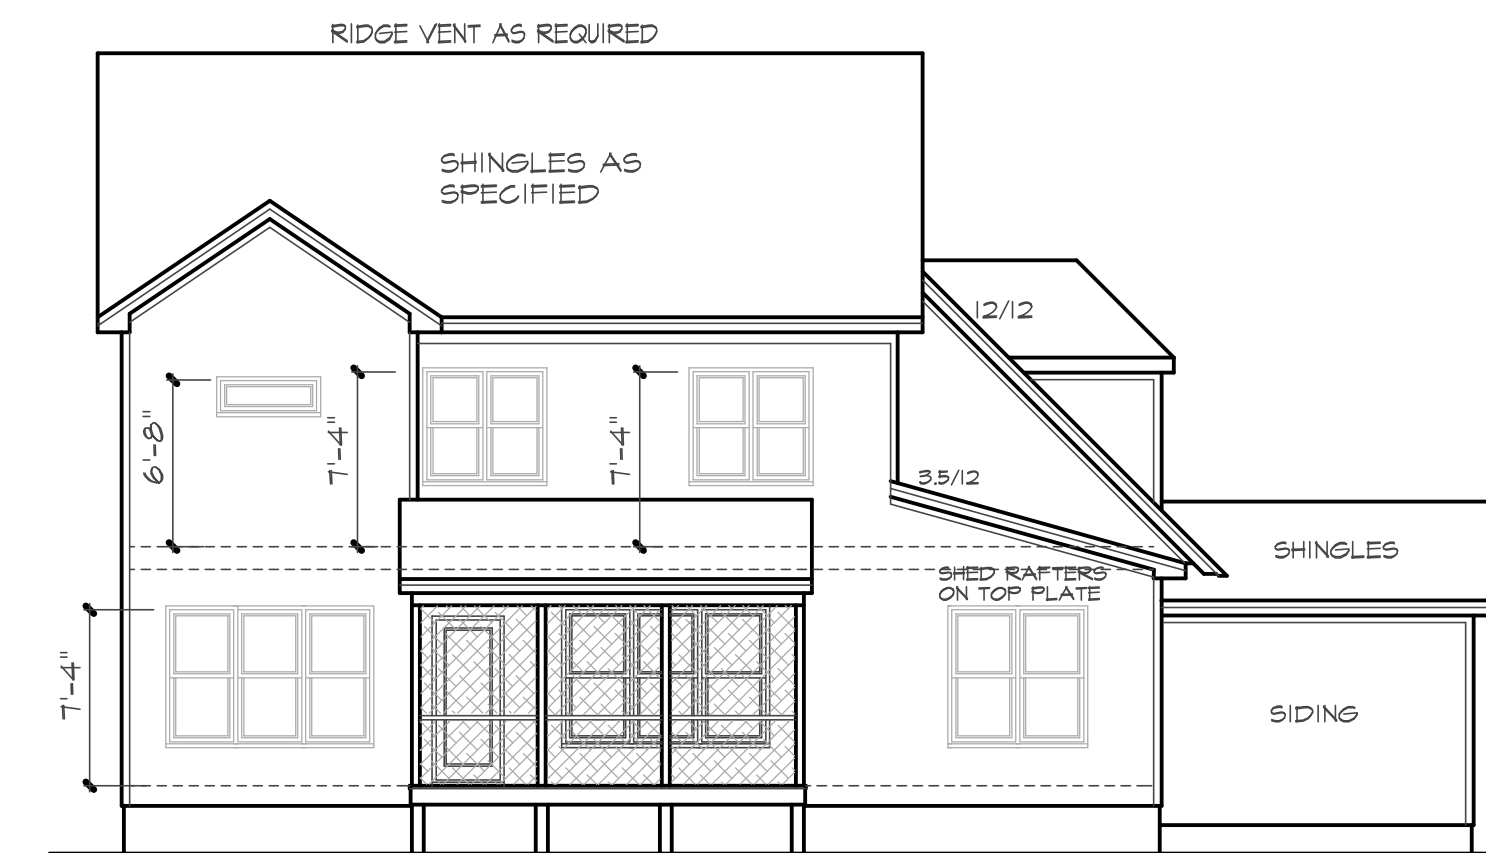 RIDGE VENT AS REQUIRED
SHINGLES AS
SPECIFIED
12/12
6'-8"
7'-4"
7'-4"
3.5/12
SHINGLES
SHED RAFTERS
ON TOP PLATE
7'-4"
SIDING